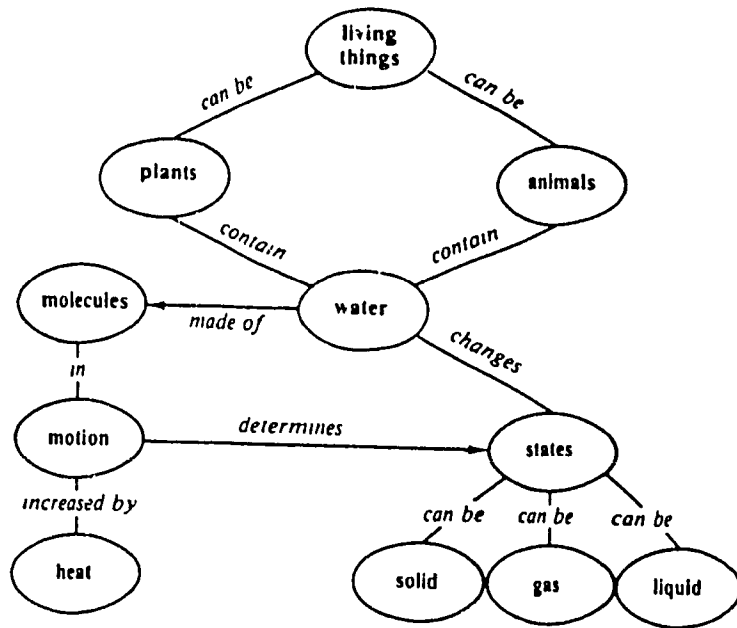 living
things
can be
can be
plants
animals
contain
contain
molecules
water
made of
changes
in
motion
determines
states
increased by
can be
can be
can be
heat
solid
gas
liquid